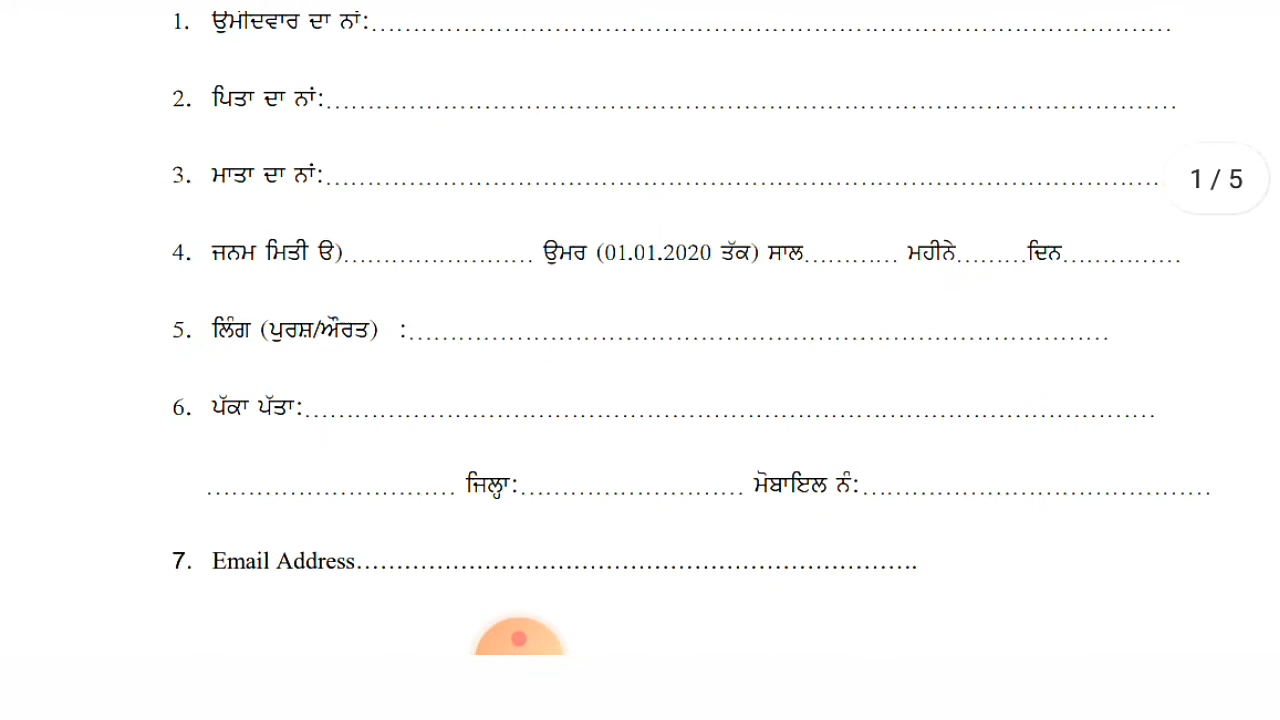 1. ਉਮੀਦਵਾਰ ਦਾ ਨਾਂ:..........................................................................................
2. ਪਿਤਾ ਦਾ ਨਾਂ:................................................................................................
3. ਮਾਤਾ ਦਾ ਨਾਂ:..............................................................................................
1 / 5
4. ਜਨਮ ਮਿਤੀ ੳ)....................... ਉਮਰ (01.01.2020 ਤੱਕ) ਸਾਲ............ ਮਹੀਨੇ.........ਦਿਨ...............
5. ਲਿੰਗ (ਪੁਰਸ਼/ਔਰਤ) :................................................................................
6. ਪੱਕਾ ਪੱਤਾ:................................................................................................
.............................. ਜਿਲ੍ਹਾ:........................... ਮੋਬਾਇਲ ਨੰ:..........................................
7. Email Address…………………………………………………………….